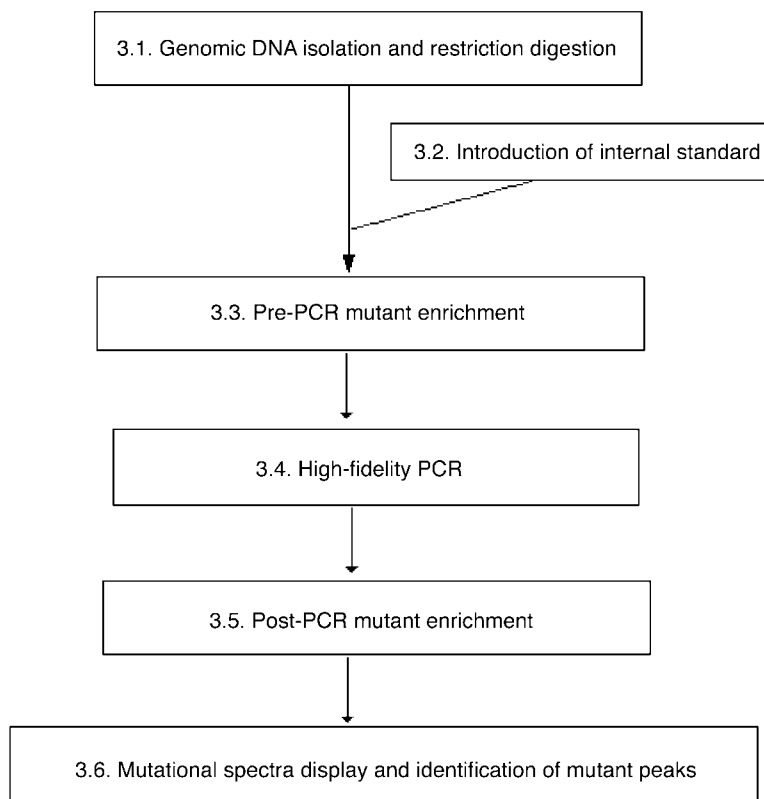 3.1. Genomic DNA isolation and restriction digestion
3.2. Introduction of internal standard
3.3. Pre-PCR mutant enrichment
3.4. High-fidelity PCR
3.5. Post-PCR mutant enrichment
3.6. Mutational spectra display and identification of mutant peaks